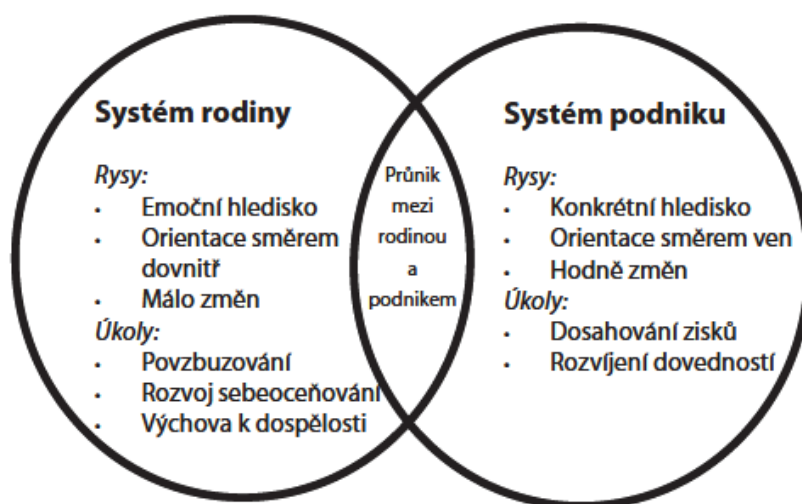 Systém rodiny
Rysy:
• Emoční hledisko
• Orientace směrem
dovnitř
• Málo změn
Úkoly:
• Povzbuzování
• Rozvoj sebeoceňování
• Výchova k dospělosti
Průnik
mezi
rodinou
a
podnikem
Systém podniku
Rysy:
• Konkrétní hledisko
• Orientace směrem ven
• Hodně změn
Úkoly:
• Dosahování zisků
• Rozvíjení dovedností